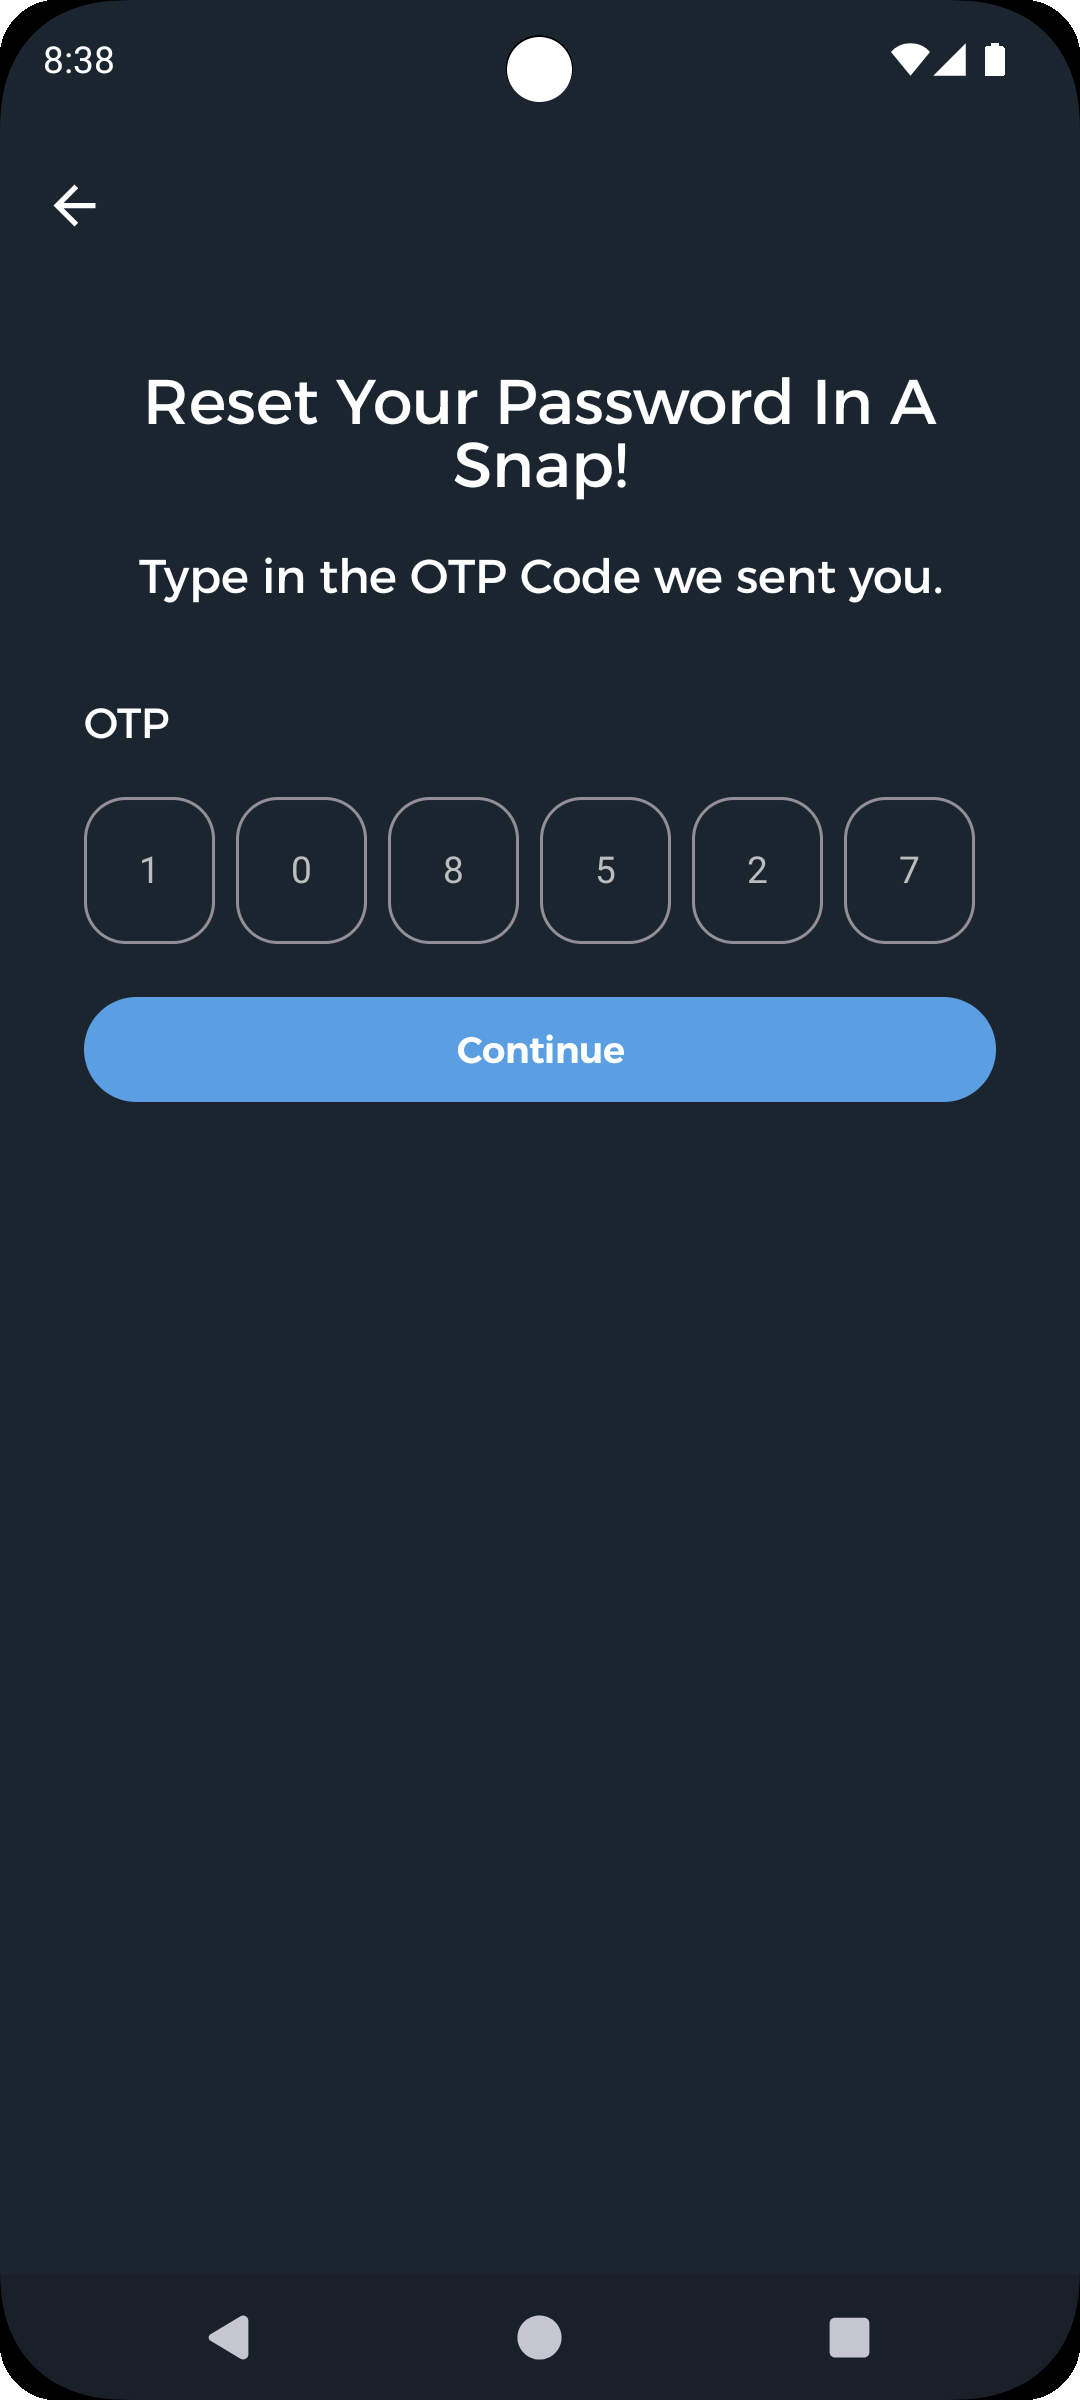 8:38
Reset Your Password In A
Snap!
Type in the OTP Code we sent you.
OTP
1 0 8 5 2 7
Continue